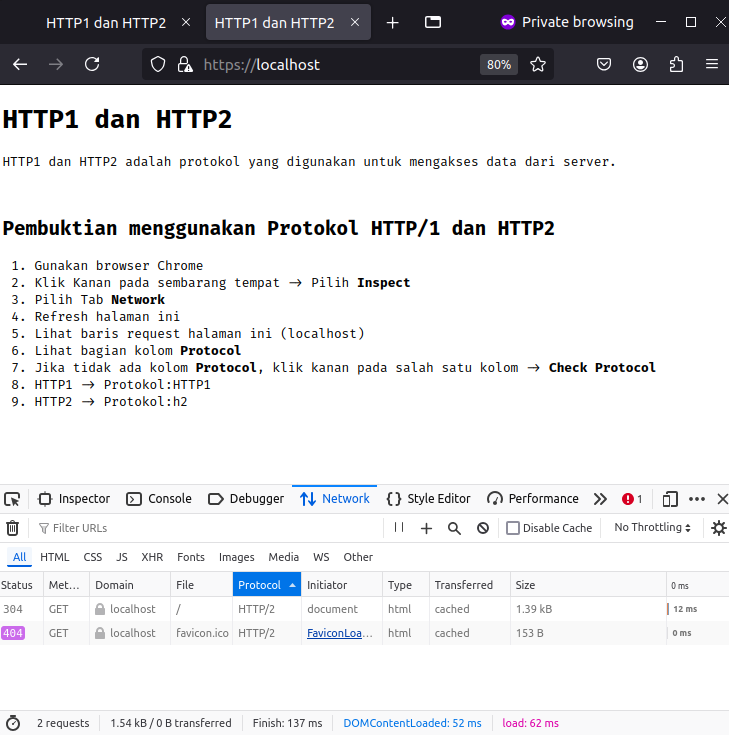 HTTP1 dan HTTP2
HTTP1 dan HTTP2
Private browsing
https://localhost
80%
HTTP1 dan HTTP2
HTTP1 dan HTTP2 adalah protokol yang digunakan untuk mengakses data dari server.
Pembuktian menggunakan Protokol HTTP/1 dan HTTP2
1. Gunakan browser Chrome
2. Klik Kanan pada sembarang tempat → Pilih Inspect
3. Pilih Tab Network
4. Refresh halaman ini
5. Lihat baris request halaman ini (localhost)
6. Lihat bagian kolom Protocol
7. Jika tidak ada kolom Protocol, klik kanan pada salah satu kolom → Check Protocol
8. HTTP1 → Protokol:HTTP1
9. HTTP2 → Protokol:h2
Inspector Console Debugger Network Style Editor Performance 1
Filter URLs Disable Cache No Throttling
All HTML CSS JS XHR Fonts Images Media WS Other
Status Met… Domain File Protocol Initiator Type Transferred Size 0 ms
304 GET localhost / HTTP/2 document html cached 1.39 kB 12 ms
404 GET localhost favicon.ico HTTP/2 FaviconLoa… html cached 153 B 0 ms
2 requests 1.54 kB / 0 B transferred Finish: 137 ms DOMContentLoaded: 52 ms load: 62 ms